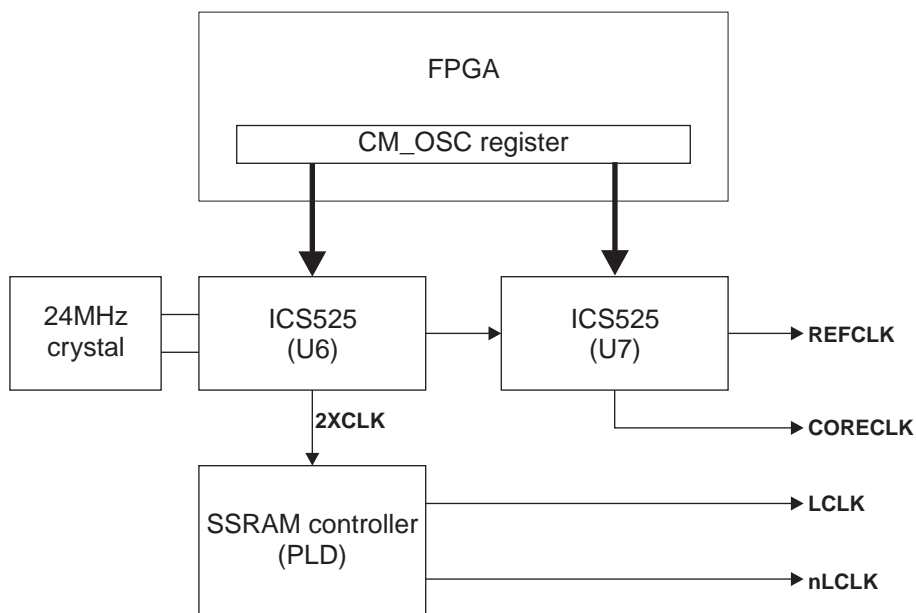 FPGA
CM_OSC register
24MHz
crystal
ICS525
(U6)
ICS525
(U7)
REFCLK
2XCLK
CORECLK
SSRAM controller
(PLD)
LCLK
nLCLK